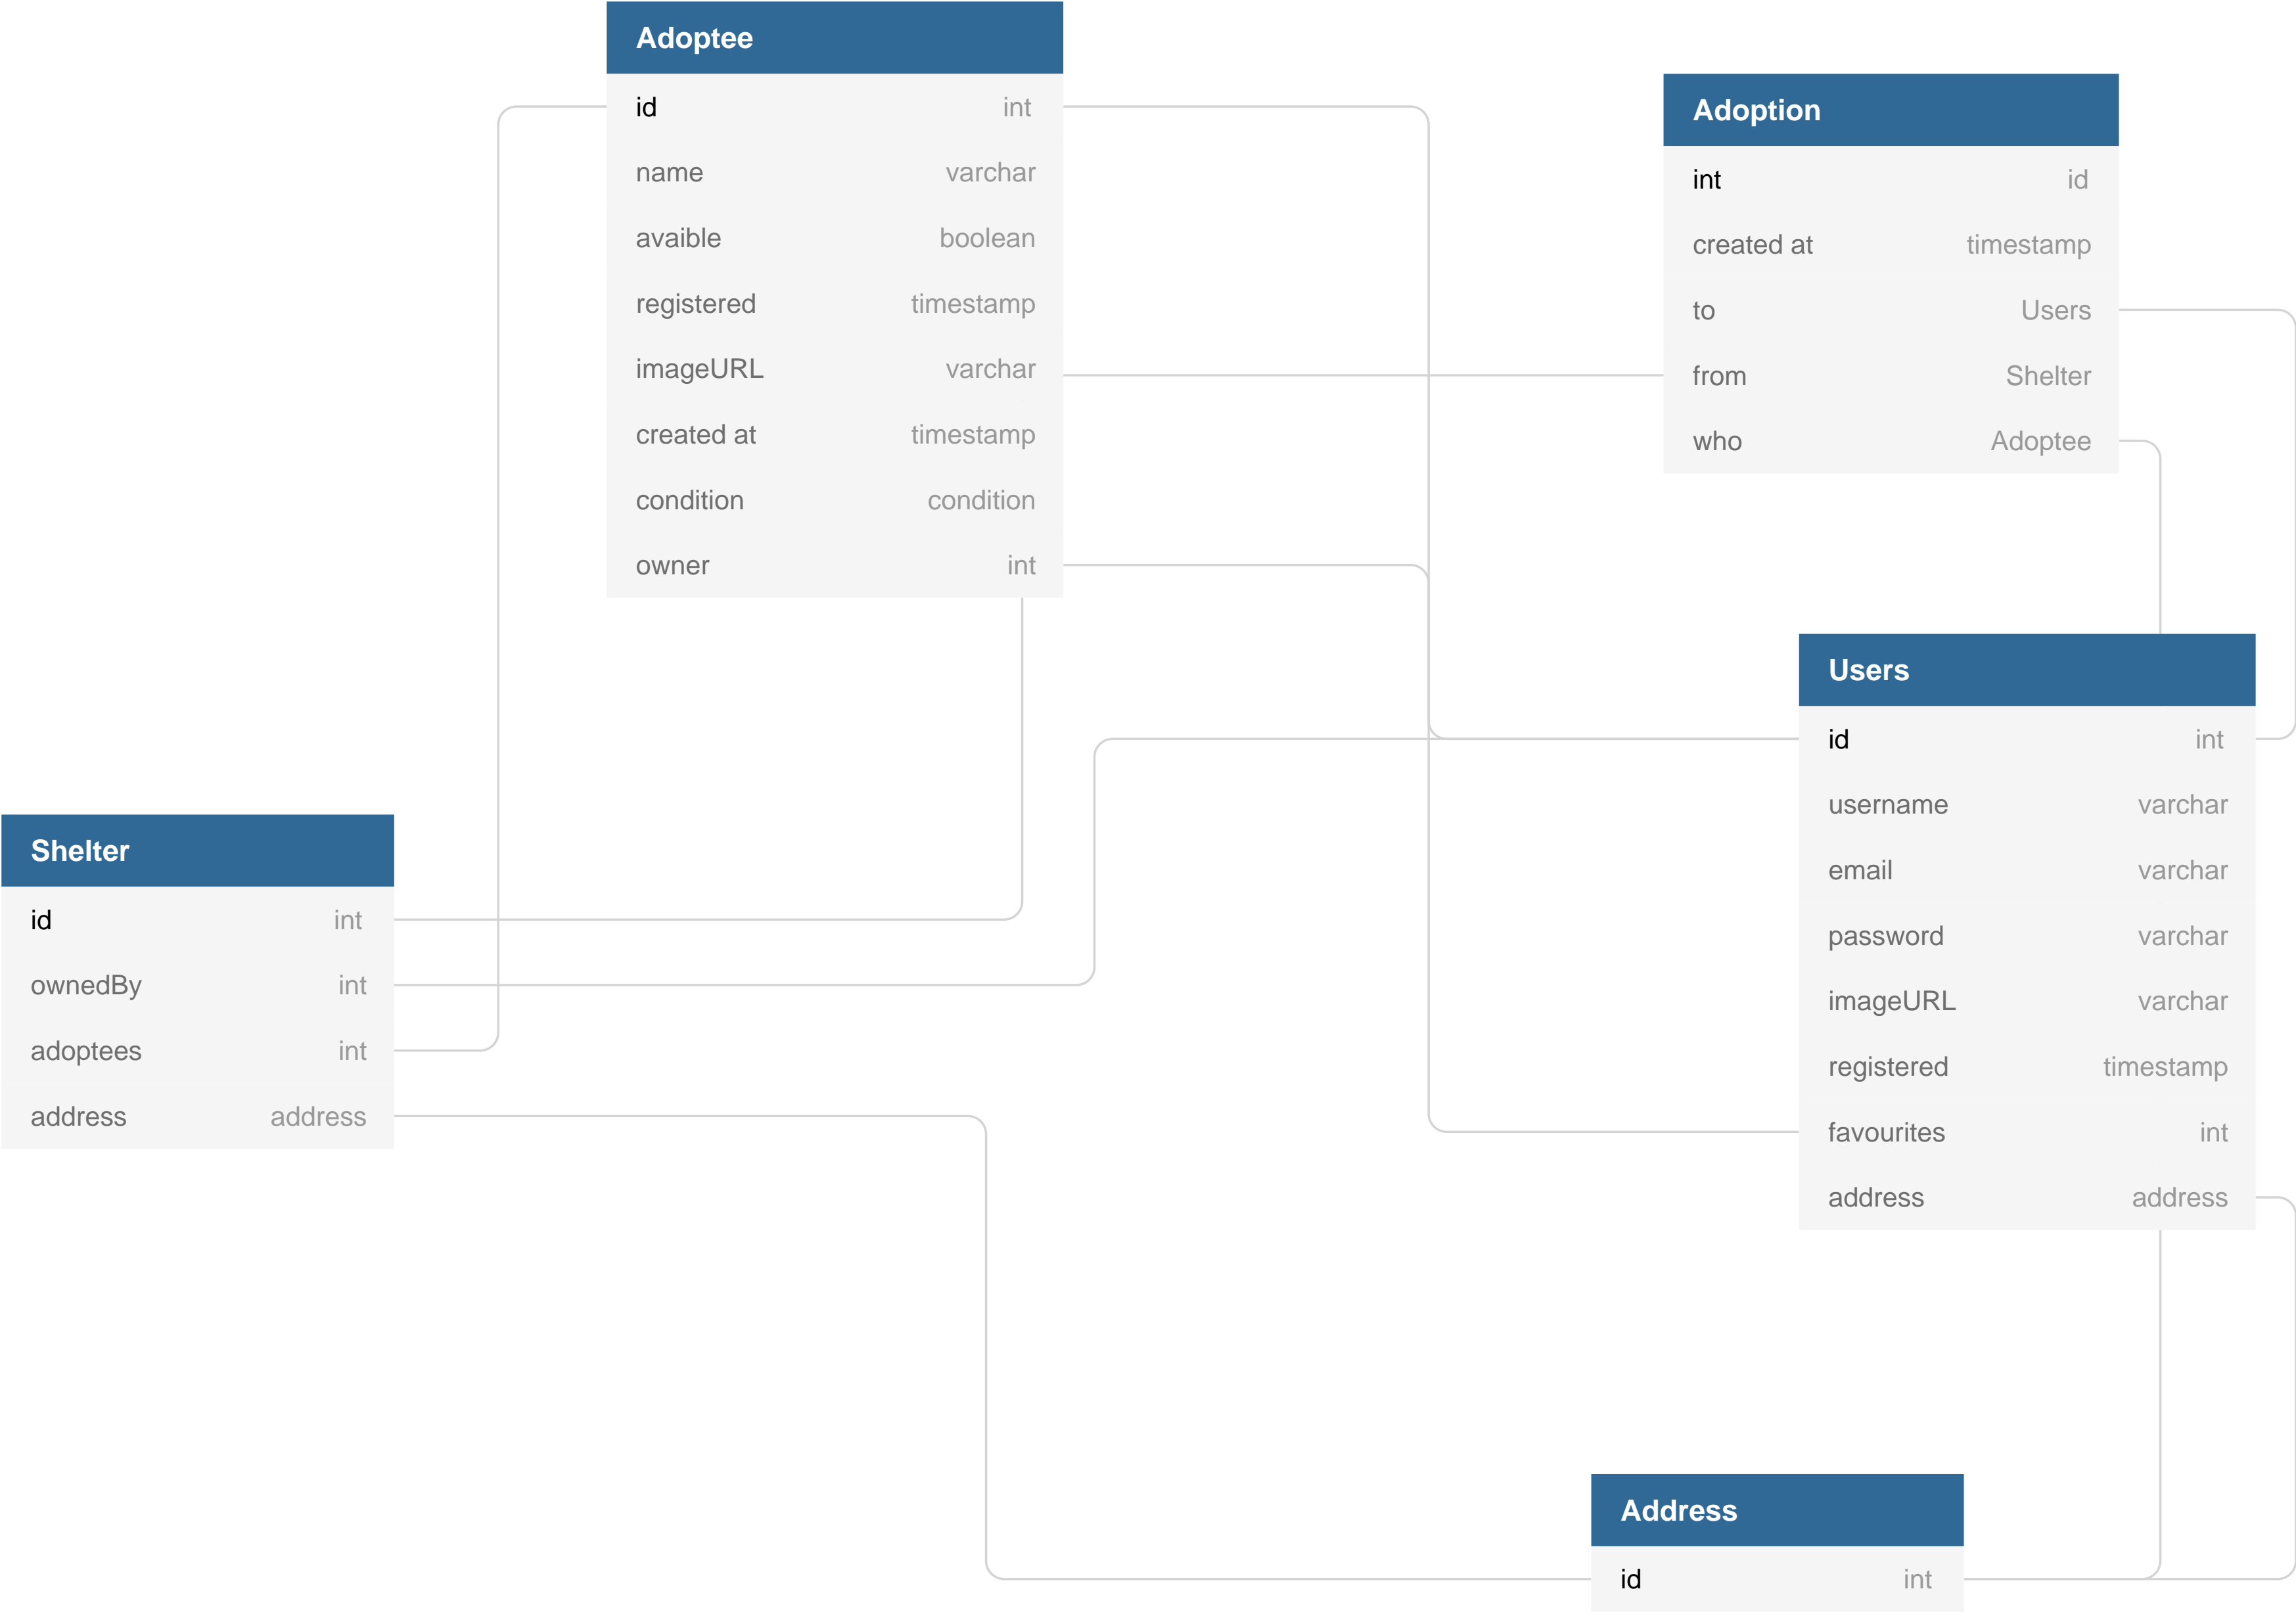 Adoptee
id int
name varchar
avaible boolean
registered timestamp
imageURL varchar
created at timestamp
condition condition
owner int
Adoption
int id
created at timestamp
to Users
from Shelter
who Adoptee
Users
id int
username varchar
email varchar
password varchar
imageURL varchar
registered timestamp
favourites int
address address
Shelter
id int
ownedBy int
adoptees int
address address
Address
id int